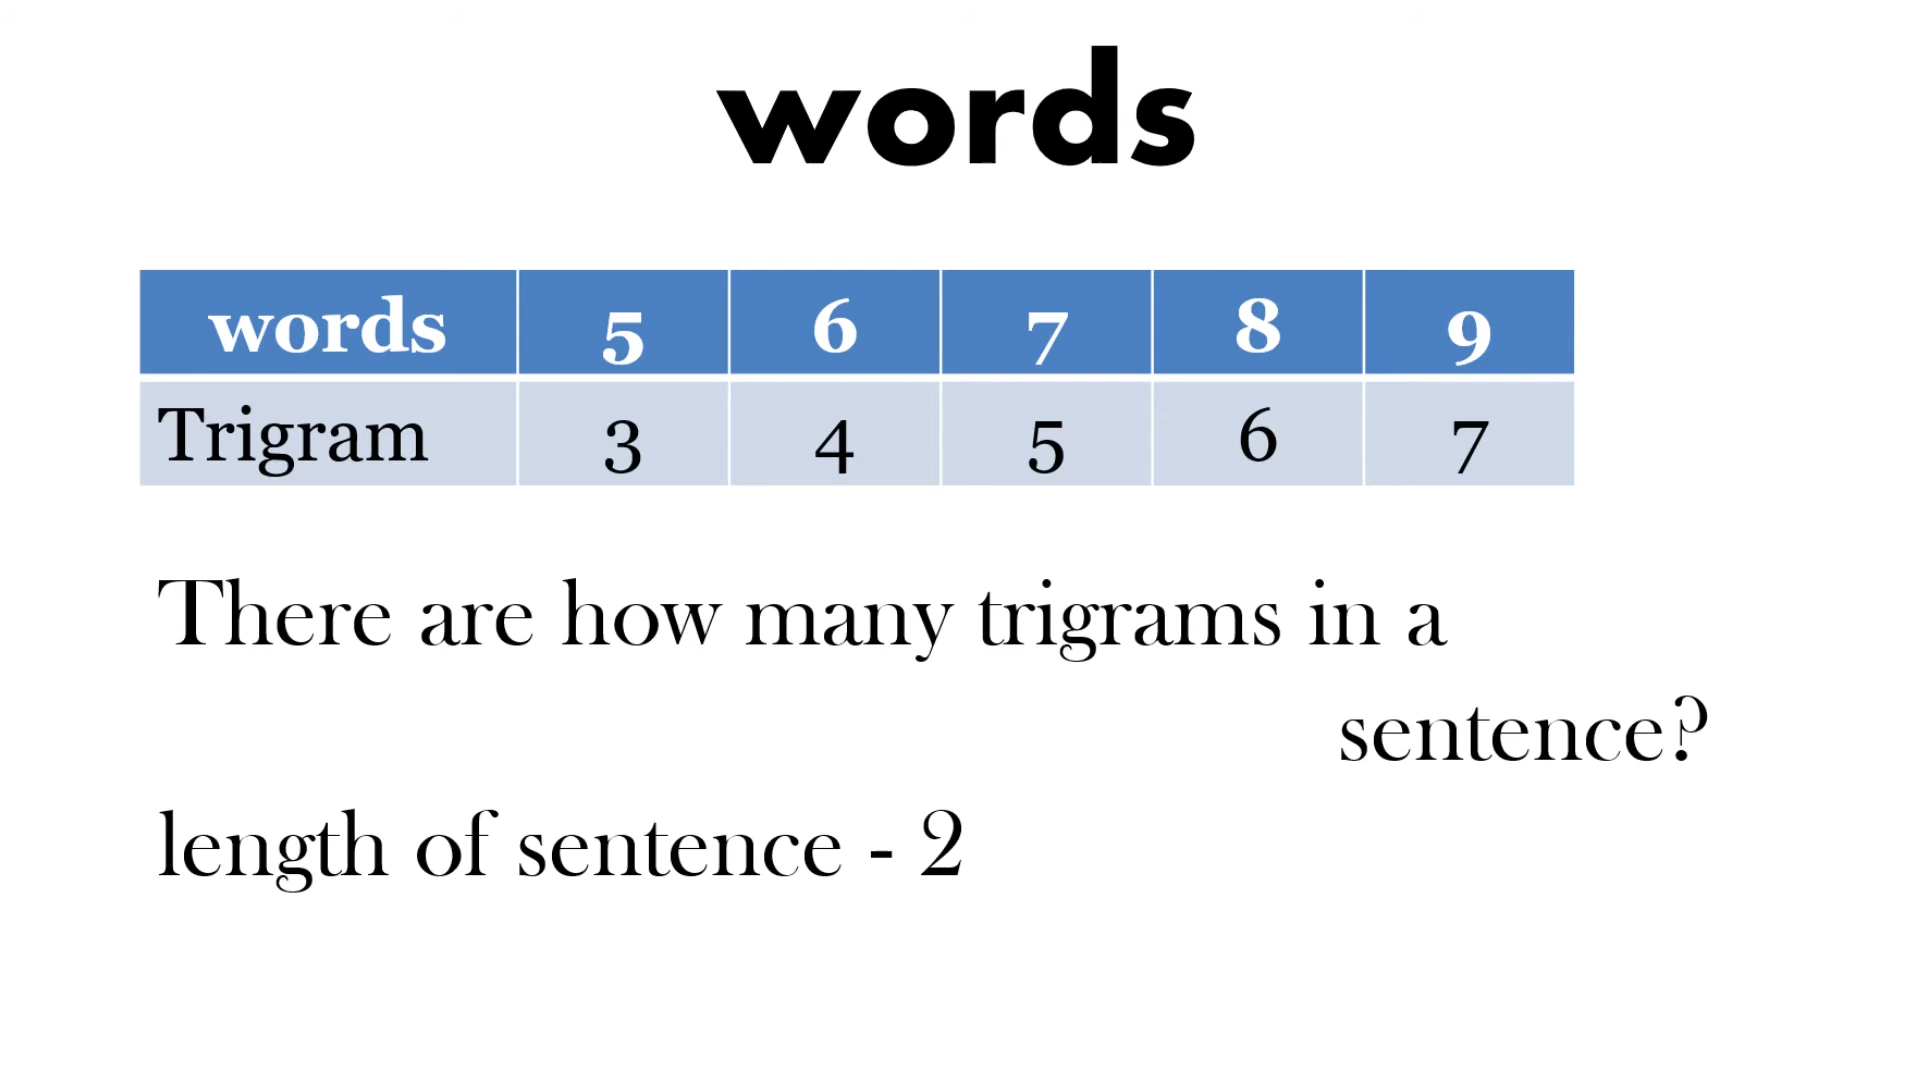 words
words 5 6 7 8 9
Trigram 3 4 5 6 7
There are how many trigrams in a
sentence?
length of sentence - 2